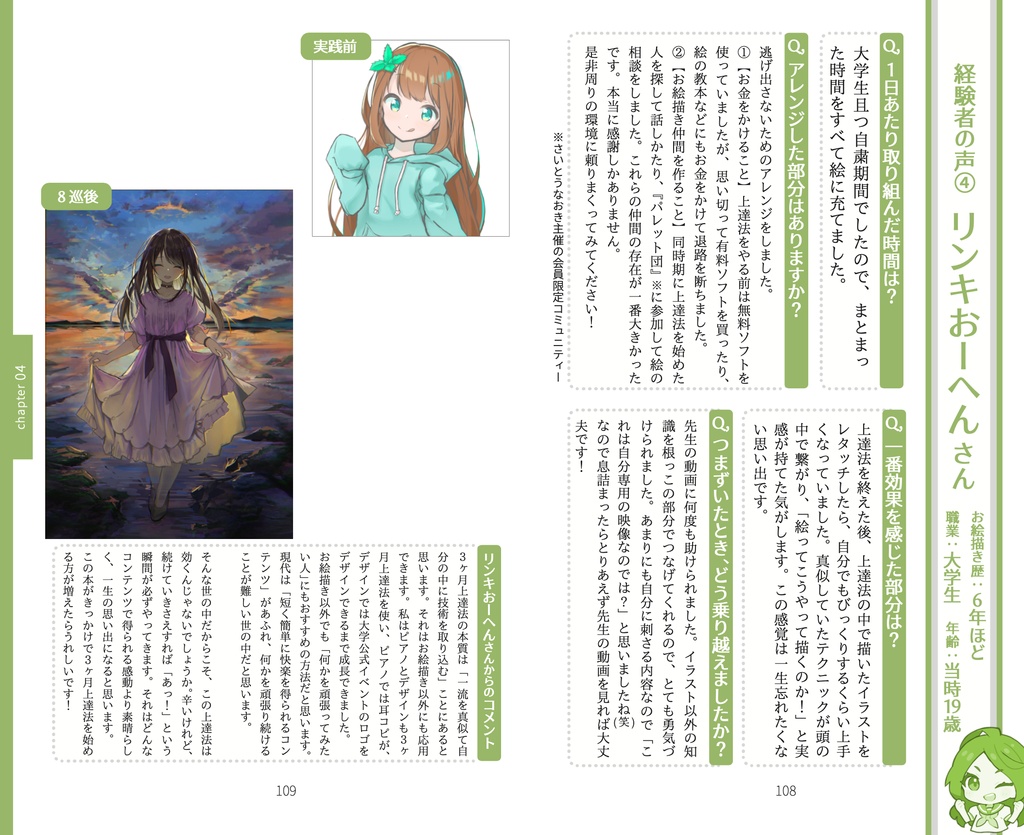 経験者の声④ リンキおーへんさん
お絵描き歴：6年ほど
職業：大学生 年齢：当時19歳
Q. 1日あたり取り組んだ時間は？
大学生且つ自粛期間でしたので、まとまっ
た時間をすべて絵に充てました。
Q. アレンジした部分はありますか？
逃げ出さないためのアレンジをしました。
①【お金をかけること】上達法をやる前は無料ソフトを
使っていましたが、思い切って有料ソフトを買ったり、
絵の教本などにもお金をかけて退路を断ちました。
②【お絵描き仲間を作ること】同時期に上達法を始めた
人を探して話しかたり、『パレット団』※に参加して絵の
相談をしました。これらの仲間の存在が一番大きかった
です。本当に感謝しかありません。
是非周りの環境に頼りまくってみてください！
※さいとうなおき主催の会員限定コミュニティー
Q. 一番効果を感じた部分は？
上達法を終えた後、上達法の中で描いたイラストを
レタッチしたら、自分でもびっくりするくらい上手
くなっていました。真似していたテクニックが頭の
中で繋がり、「絵ってこうやって描くのか！」と実
感が持てた気がします。この感覚は一生忘れたくな
い思い出です。
Q. つまずいたとき、どう乗り越えましたか？
先生の動画に何度も助けられました。イラスト以外の知
識を根っこの部分でつなげてくれるので、とても勇気づ
けられました。あまりにも自分に刺さる内容なので「こ
れは自分専用の映像なのでは？」と思いましたね(笑)
なので息詰まったらとりあえず先生の動画を見れば大丈
夫です！
108
実践前
8巡後
chapter 04
リンキおーへんさんからのコメント
3ヶ月上達法の本質は「一流を真似て自
分の中に技術を取り込む」ことにあると
思います。それはお絵描き以外にも応用
できます。私はピアノとデザインも3ヶ
月上達法を使い、ピアノでは耳コピが、
デザインでは大学公式イベントのロゴを
デザインできるまで成長できました。
お絵描き以外でも「何かを頑張ってみた
い人」にもおすすめの方法だと思います。
現代は「短く簡単に快楽を得られるコン
テンツ」があふれ、何かを頑張り続ける
ことが難しい世の中だと思います。
そんな世の中だからこそ、この上達法は
効くんじゃないでしょうか。辛いけれど、
続けていきさえすれば「あっ！」という
瞬間が必ずやってきます。それはどんな
コンテンツで得られる感動より素晴らし
く、一生の思い出になると思います。
この本がきっかけで3ヶ月上達法を始め
る方が増えたらうれしいです！
109